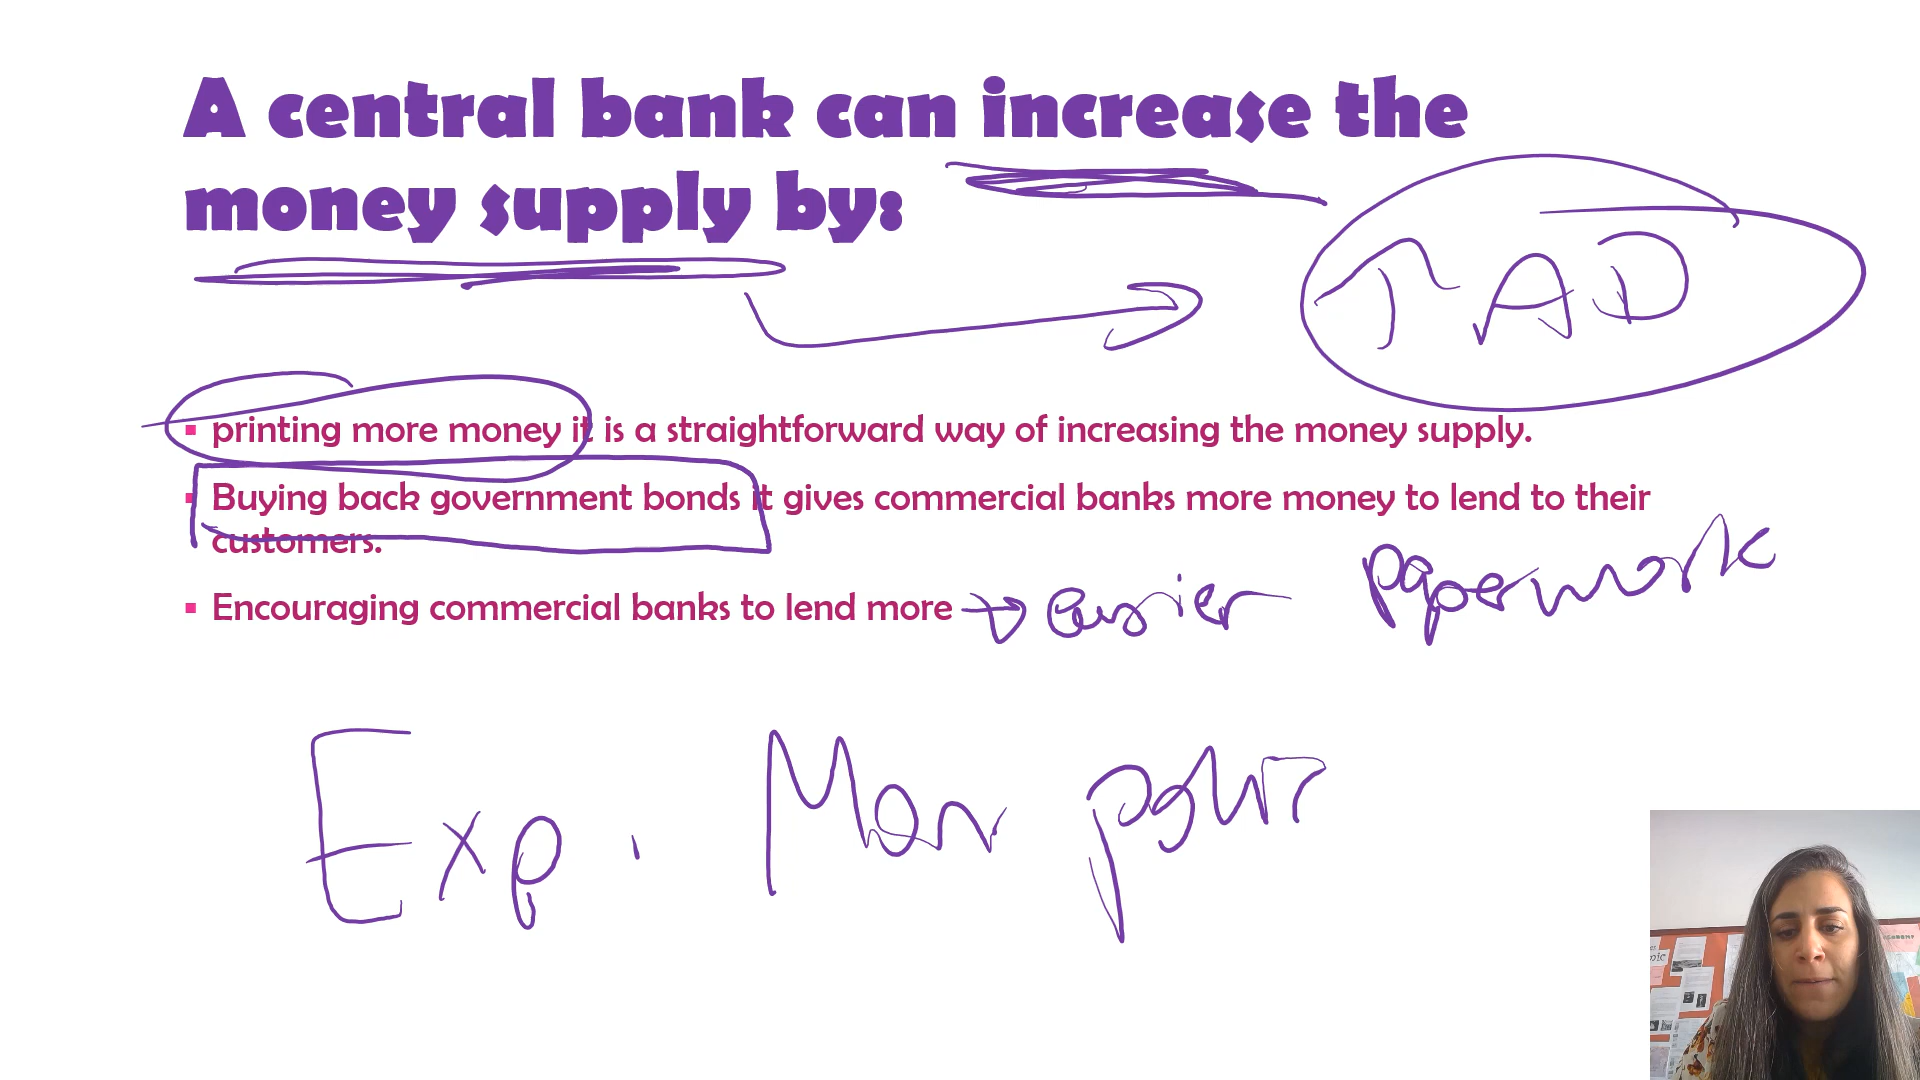 A central bank can increase the
money supply by:
TAD
▪ printing more money it is a straightforward way of increasing the money supply.
▪ Buying back government bonds it gives commercial banks more money to lend to their
customers.
▪ Encouraging commercial banks to lend more → easier paperwork
Exp. Mon